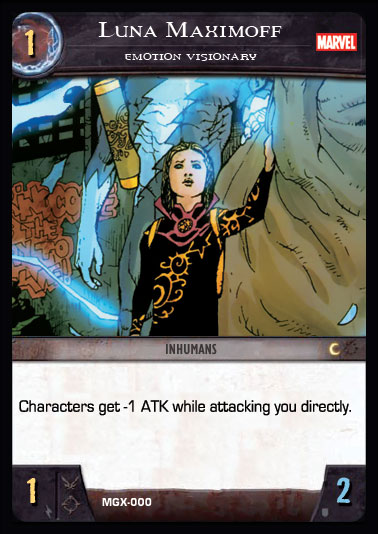 1
Luna Maximoff
MARVEL
emotion visionary
INHUMANS
C
Characters get -1 ATK while attacking you directly.
1
MGX-000
2